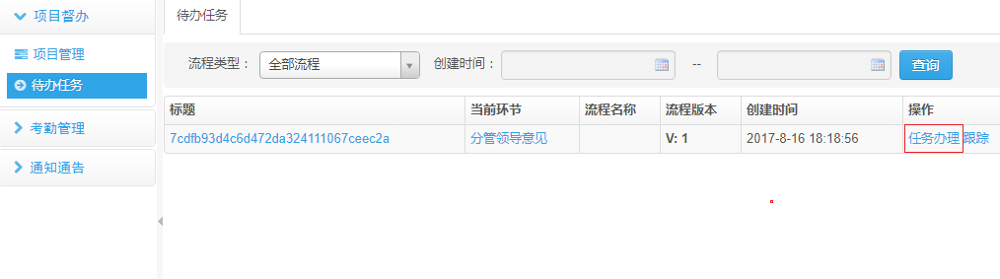 项目督办
项目管理
待办任务
考勤管理
通知通告
待办任务
流程类型： 全部流程 创建时间： -- 查询
标题 当前环节 流程名称 流程版本 创建时间 操作
7cdfb93d4c6d472da324111067ceec2a 分管领导意见 V: 1 2017-8-16 18:18:56 任务办理 跟踪